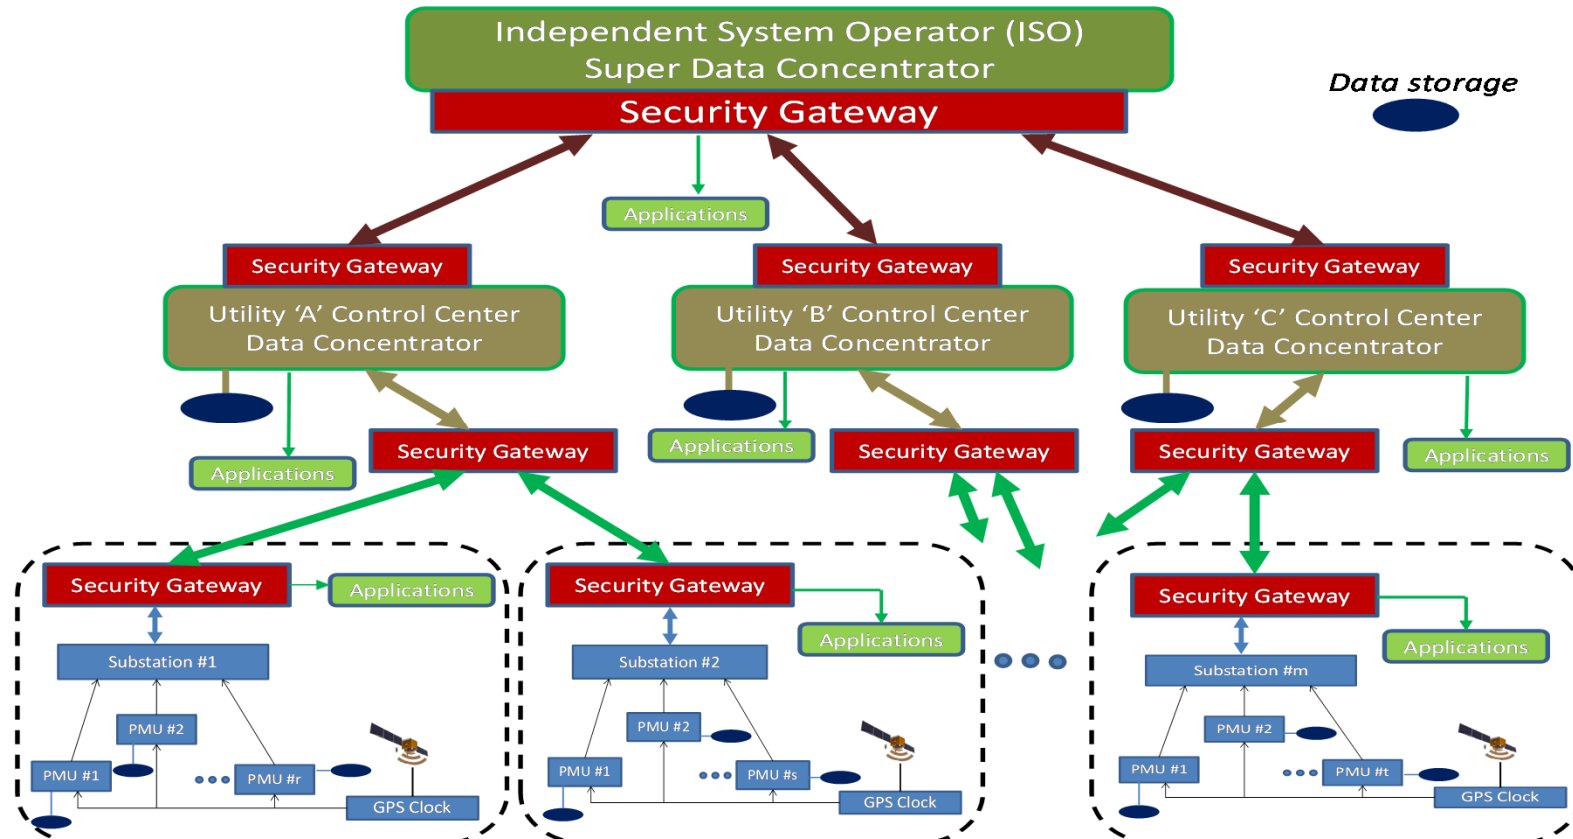 Independent System Operator (ISO)
Super Data Concentrator
Data storage
Security Gateway
Applications
Security Gateway
Security Gateway
Security Gateway
Utility ‘A’ Control Center
Data Concentrator
Utility ‘B’ Control Center
Data Concentrator
Utility ‘C’ Control Center
Data Concentrator
Applications
Security Gateway
Applications
Security Gateway
Security Gateway
Applications
Security Gateway
Applications
Substation #1
PMU #2
PMU #1
PMU #r
GPS Clock
Security Gateway
Applications
Substation #2
PMU #2
PMU #1
PMU #s
GPS Clock
Security Gateway
Applications
Substation #m
PMU #2
PMU #1
PMU #t
GPS Clock